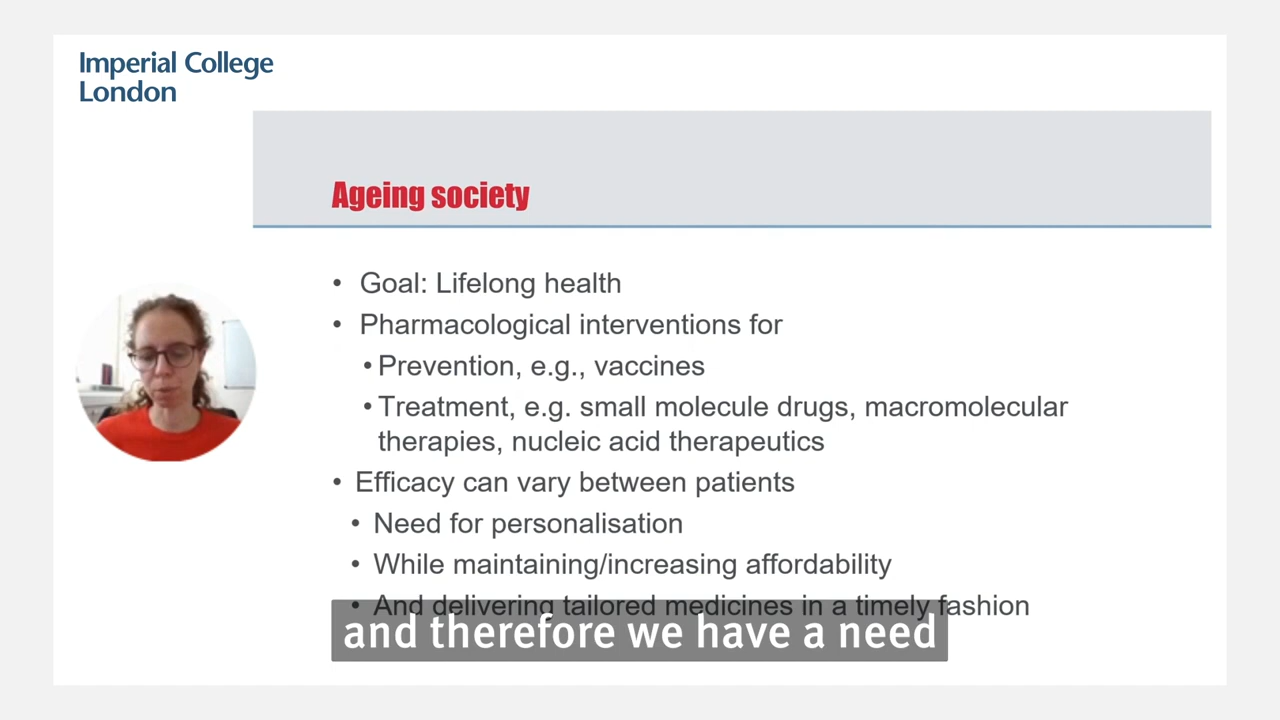 Imperial College
London
Ageing society
• Goal: Lifelong health
• Pharmacological interventions for
• Prevention, e.g., vaccines
• Treatment, e.g. small molecule drugs, macromolecular
therapies, nucleic acid therapeutics
• Efficacy can vary between patients
• Need for personalisation
• While maintaining/increasing affordability
• And delivering tailored medicines in a timely fashion
and therefore we have a need